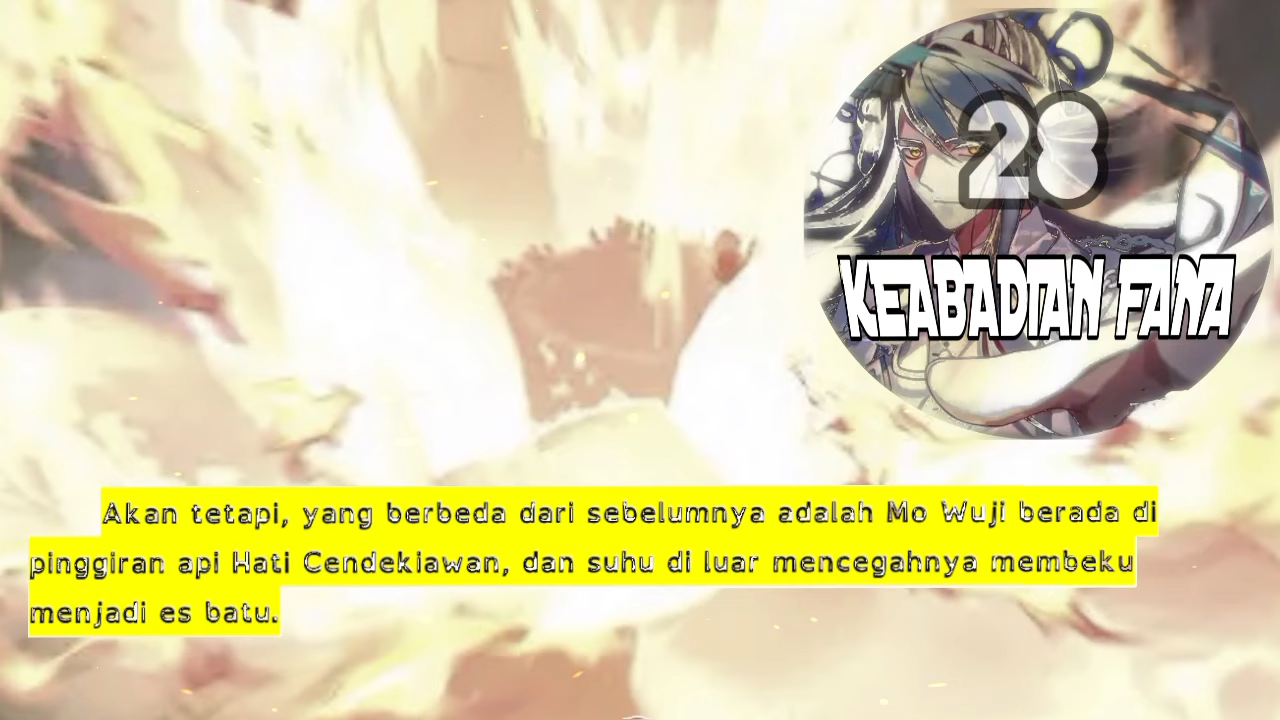 28
KEABADIAN FANA
Akan tetapi, yang berbeda dari sebelumnya adalah Mo Wuji berada di
pinggiran api Hati Cendekiawan, dan suhu di luar mencegahnya membeku
menjadi es batu.